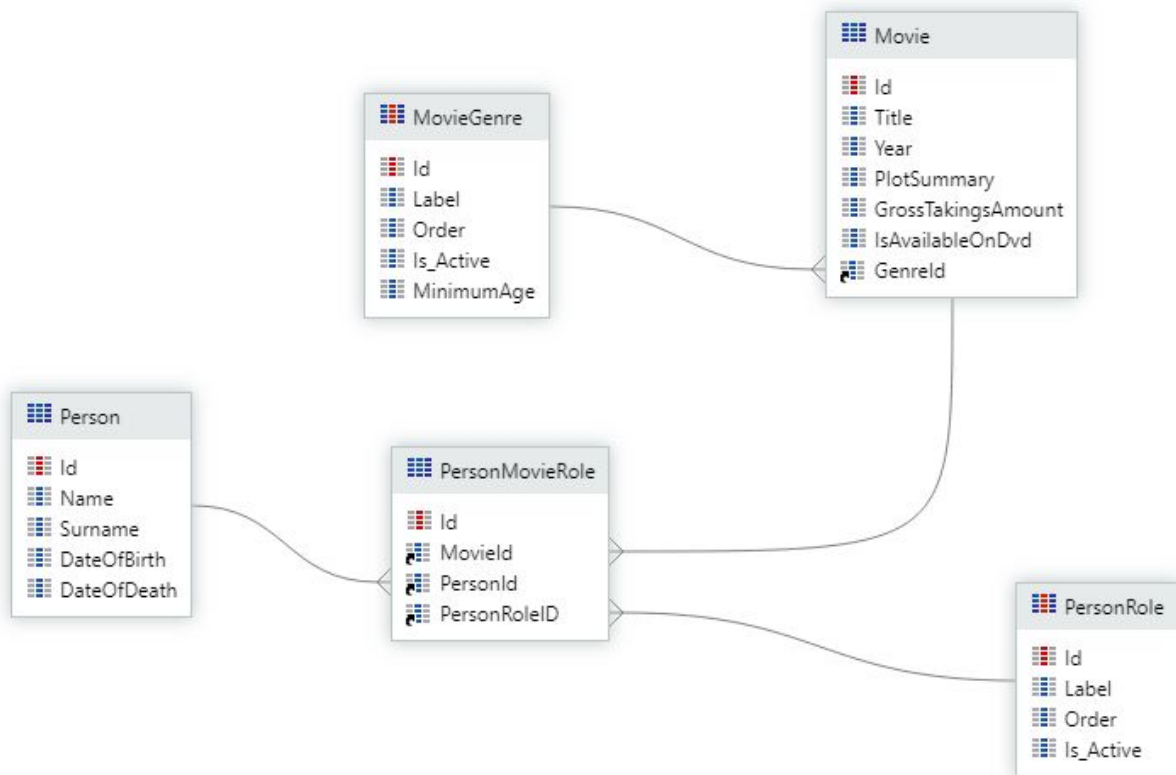 Movie
Id
Title
Year
PlotSummary
GrossTakingsAmount
IsAvailableOnDvd
GenreId
MovieGenre
Id
Label
Order
Is_Active
MinimumAge
Person
Id
Name
Surname
DateOfBirth
DateOfDeath
PersonMovieRole
Id
MovieId
PersonId
PersonRoleID
PersonRole
Id
Label
Order
Is_Active